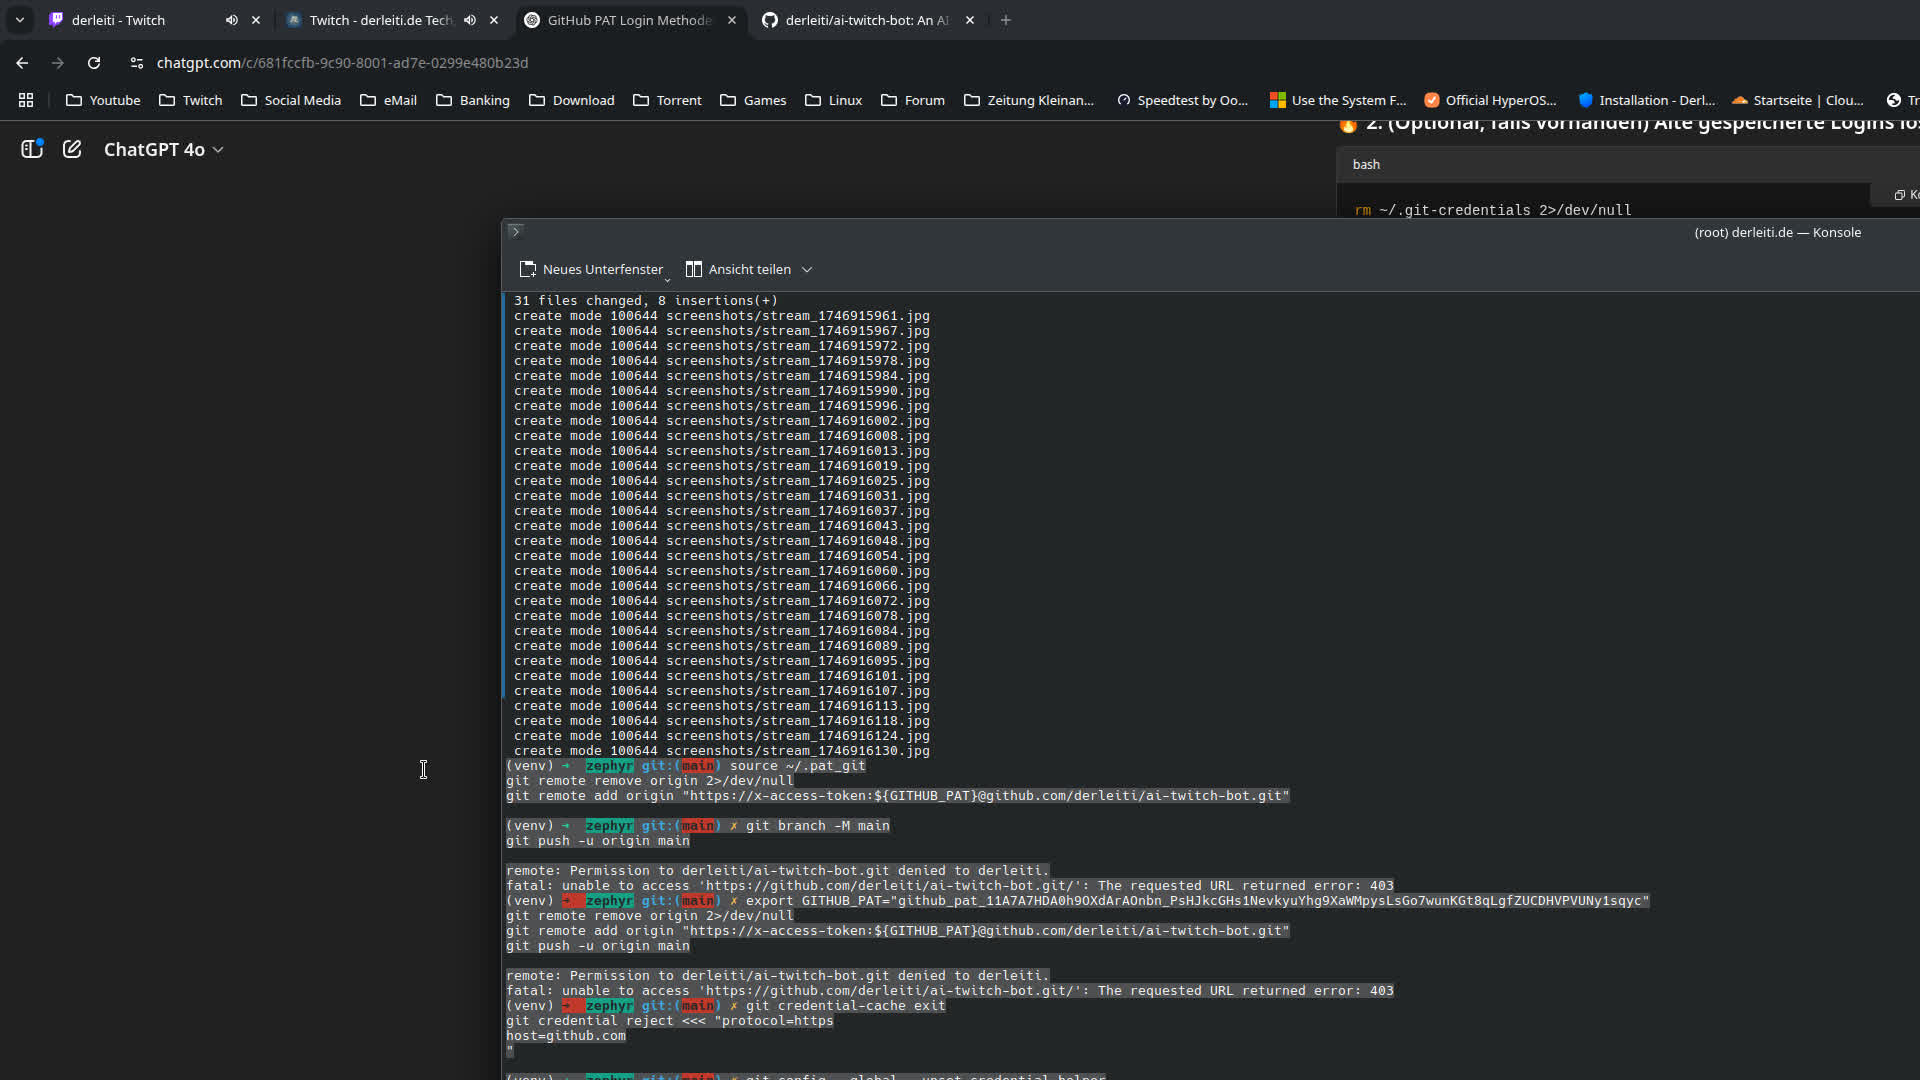 derleiti - Twitch
Twitch - derleiti.de Tech
GitHub PAT Login Methode
derleiti/ai-twitch-bot: An AI
chatgpt.com/c/681fccfb-9c90-8001-ad7e-0299e480b23d
Youtube
Twitch
Social Media
eMail
Banking
Download
Torrent
Games
Linux
Forum
Zeitung Kleinan...
Speedtest by Oo...
Use the System F...
Official HyperOS...
Installation - Derl...
Startseite | Clou...
Tr
ChatGPT 4o
2. (Optional, falls vorhanden) Alte gespeicherte Logins lö
bash
rm ~/.git-credentials 2>/dev/null
(root) derleiti.de — Konsole
Neues Unterfenster
Ansicht teilen
31 files changed, 8 insertions(+)
create mode 100644 screenshots/stream_1746915961.jpg
create mode 100644 screenshots/stream_1746915967.jpg
create mode 100644 screenshots/stream_1746915972.jpg
create mode 100644 screenshots/stream_1746915978.jpg
create mode 100644 screenshots/stream_1746915984.jpg
create mode 100644 screenshots/stream_1746915990.jpg
create mode 100644 screenshots/stream_1746915996.jpg
create mode 100644 screenshots/stream_1746916002.jpg
create mode 100644 screenshots/stream_1746916008.jpg
create mode 100644 screenshots/stream_1746916013.jpg
create mode 100644 screenshots/stream_1746916019.jpg
create mode 100644 screenshots/stream_1746916025.jpg
create mode 100644 screenshots/stream_1746916031.jpg
create mode 100644 screenshots/stream_1746916037.jpg
create mode 100644 screenshots/stream_1746916043.jpg
create mode 100644 screenshots/stream_1746916048.jpg
create mode 100644 screenshots/stream_1746916054.jpg
create mode 100644 screenshots/stream_1746916060.jpg
create mode 100644 screenshots/stream_1746916066.jpg
create mode 100644 screenshots/stream_1746916072.jpg
create mode 100644 screenshots/stream_1746916078.jpg
create mode 100644 screenshots/stream_1746916084.jpg
create mode 100644 screenshots/stream_1746916089.jpg
create mode 100644 screenshots/stream_1746916095.jpg
create mode 100644 screenshots/stream_1746916101.jpg
create mode 100644 screenshots/stream_1746916107.jpg
create mode 100644 screenshots/stream_1746916113.jpg
create mode 100644 screenshots/stream_1746916118.jpg
create mode 100644 screenshots/stream_1746916124.jpg
create mode 100644 screenshots/stream_1746916130.jpg
(venv) ➜ zephyr git:(main) source ~/.pat_git
git remote remove origin 2>/dev/null
git remote add origin "https://x-access-token:${GITHUB_PAT}@github.com/derleiti/ai-twitch-bot.git"
(venv) ➜ zephyr git:(main) ✗ git branch -M main
git push -u origin main
remote: Permission to derleiti/ai-twitch-bot.git denied to derleiti.
fatal: unable to access 'https://github.com/derleiti/ai-twitch-bot.git/': The requested URL returned error: 403
(venv) ➜ zephyr git:(main) ✗ export GITHUB_PAT="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"
git remote remove origin 2>/dev/null
git remote add origin "https://x-access-token:${GITHUB_PAT}@github.com/derleiti/ai-twitch-bot.git"
git push -u origin main
remote: Permission to derleiti/ai-twitch-bot.git denied to derleiti.
fatal: unable to access 'https://github.com/derleiti/ai-twitch-bot.git/': The requested URL returned error: 403
(venv) ➜ zephyr git:(main) ✗ git credential-cache exit
git credential reject <<< "protocol=https
host=github.com
"
(venv) ➜ zephyr git:(main) ✗ git config --global --unset credential.helper